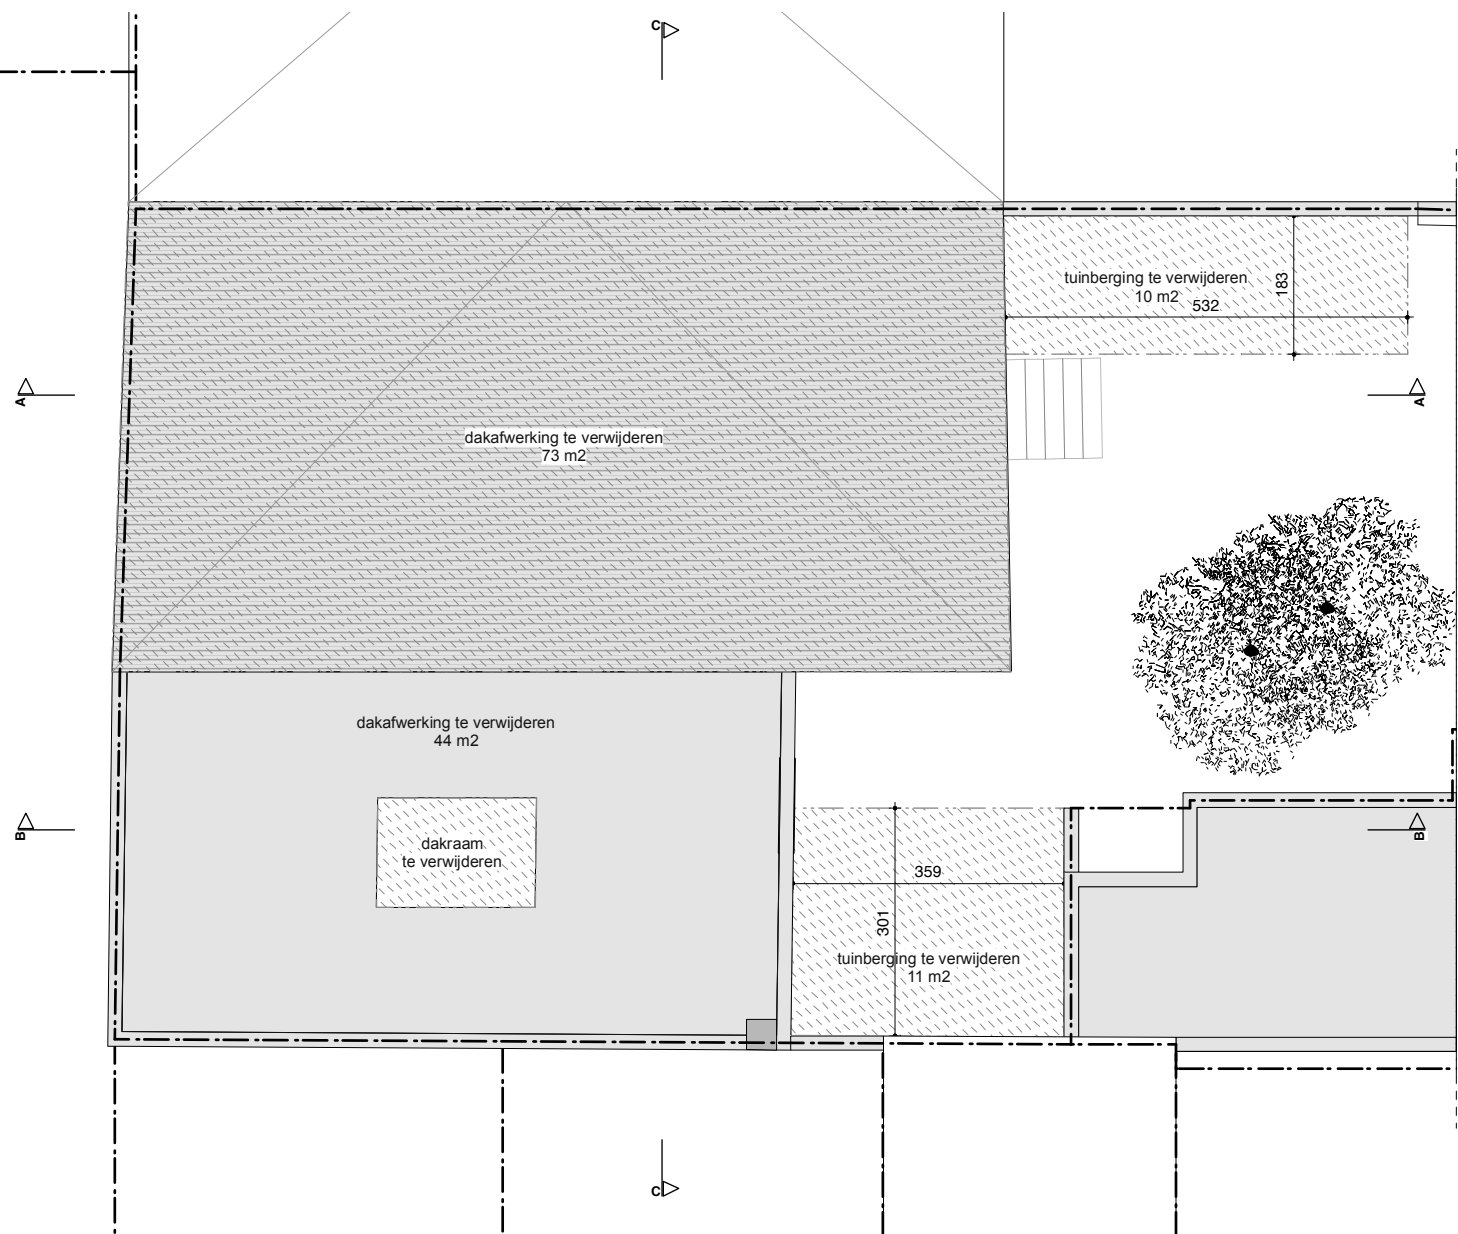 C
tuinberging te verwijderen
10 m2
183
532
A
A
dakafwerking te verwijderen
73 m2
dakafwerking te verwijderen
44 m2
B
B
dakraam
te verwijderen
359
301
tuinberging te verwijderen
11 m2
C